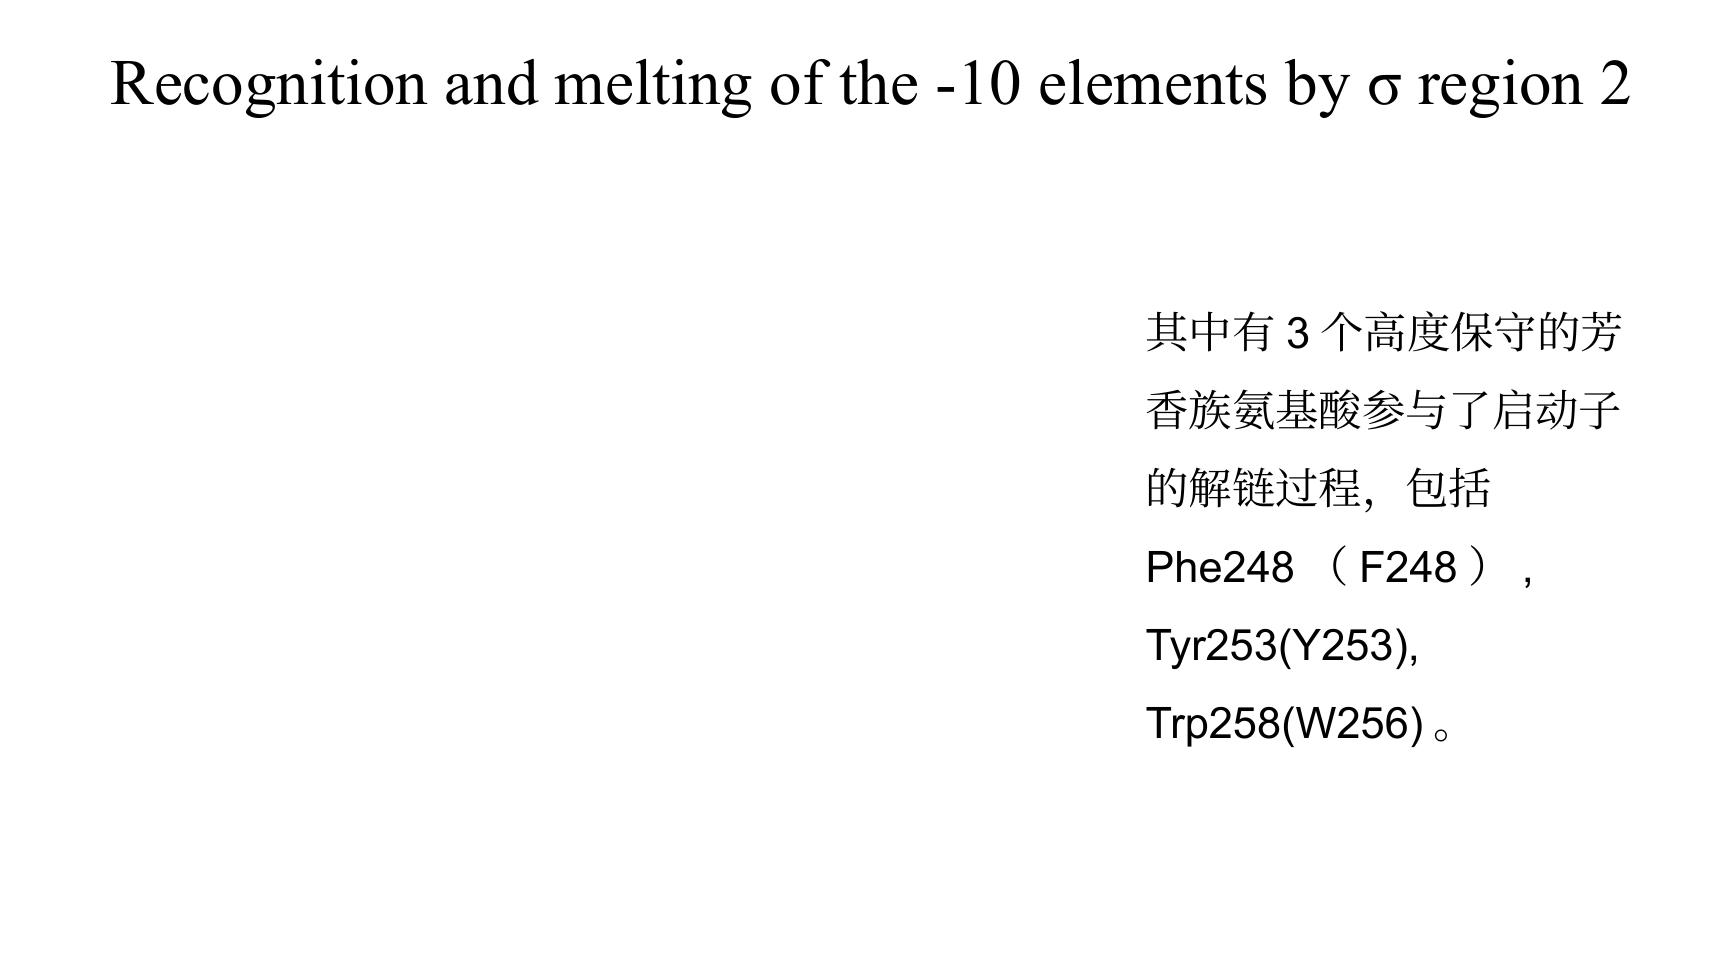 Recognition and melting of the -10 elements by σ region 2
其中有 3 个高度保守的芳
香族氨基酸参与了启动子
的解链过程，包括
Phe248 （ F248 ） ,
Tyr253(Y253),
Trp258(W256) 。